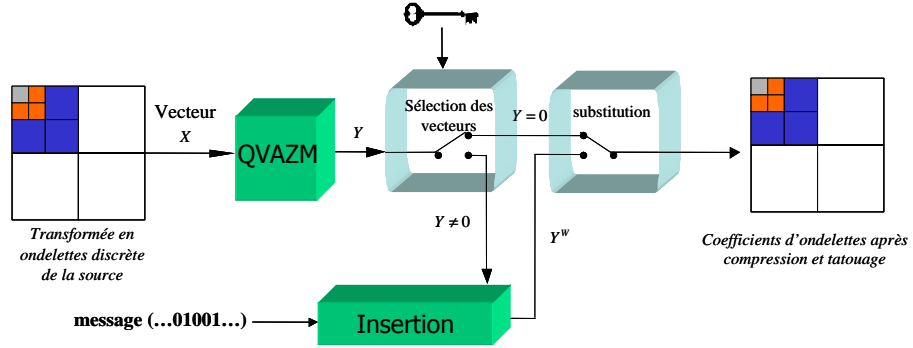 Vecteur
X
QVAZM
Y
Sélection des
vecteurs
Y = 0
substitution
Y ≠ 0
Y^W
Transformée en
ondelettes discrète
de la source
Coefficients d'ondelettes après
compression et tatouage
message (…01001…)
Insertion